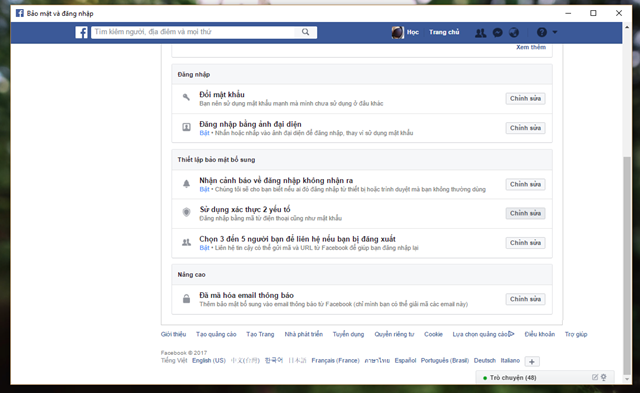 Bảo mật và đăng nhập
Tìm kiếm người, địa điểm và mọi thứ
Học Trang chủ
Xem thêm
Đăng nhập
Đổi mật khẩu
Bạn nên sử dụng mật khẩu mạnh mà mình chưa sử dụng ở đâu khác
Chỉnh sửa
Đăng nhập bằng ảnh đại diện
Bật • Nhấn hoặc nhấp vào ảnh đại diện để đăng nhập, thay vì sử dụng mật khẩu
Chỉnh sửa
Thiết lập bảo mật bổ sung
Nhận cảnh báo về đăng nhập không nhận ra
Bật • Chúng tôi sẽ cho bạn biết nếu ai đó đăng nhập từ thiết bị hoặc trình duyệt mà bạn không thường dùng
Chỉnh sửa
Sử dụng xác thực 2 yếu tố
Đăng nhập bằng mã từ điện thoại cũng như mật khẩu
Chỉnh sửa
Chọn 3 đến 5 người bạn để liên hệ nếu bạn bị đăng xuất
Bật • Liên hệ tin cậy có thể gửi mã và URL từ Facebook để giúp bạn đăng nhập lại
Chỉnh sửa
Nâng cao
Đã mã hóa email thông báo
Thêm bảo mật bổ sung vào email thông báo từ Facebook (chỉ mình bạn có thể giải mã các email này)
Chỉnh sửa
Giới thiệu Tạo quảng cáo Tạo Trang Nhà phát triển Tuyển dụng Quyền riêng tư Cookie Lựa chọn quảng cáo Điều khoản Trợ giúp
Facebook © 2017
Tiếng Việt English (US) 中文(台灣) 한국어 日本語 Français (France) ภาษาไทย Español Português (Brasil) Deutsch Italiano +
Trò chuyện (48)